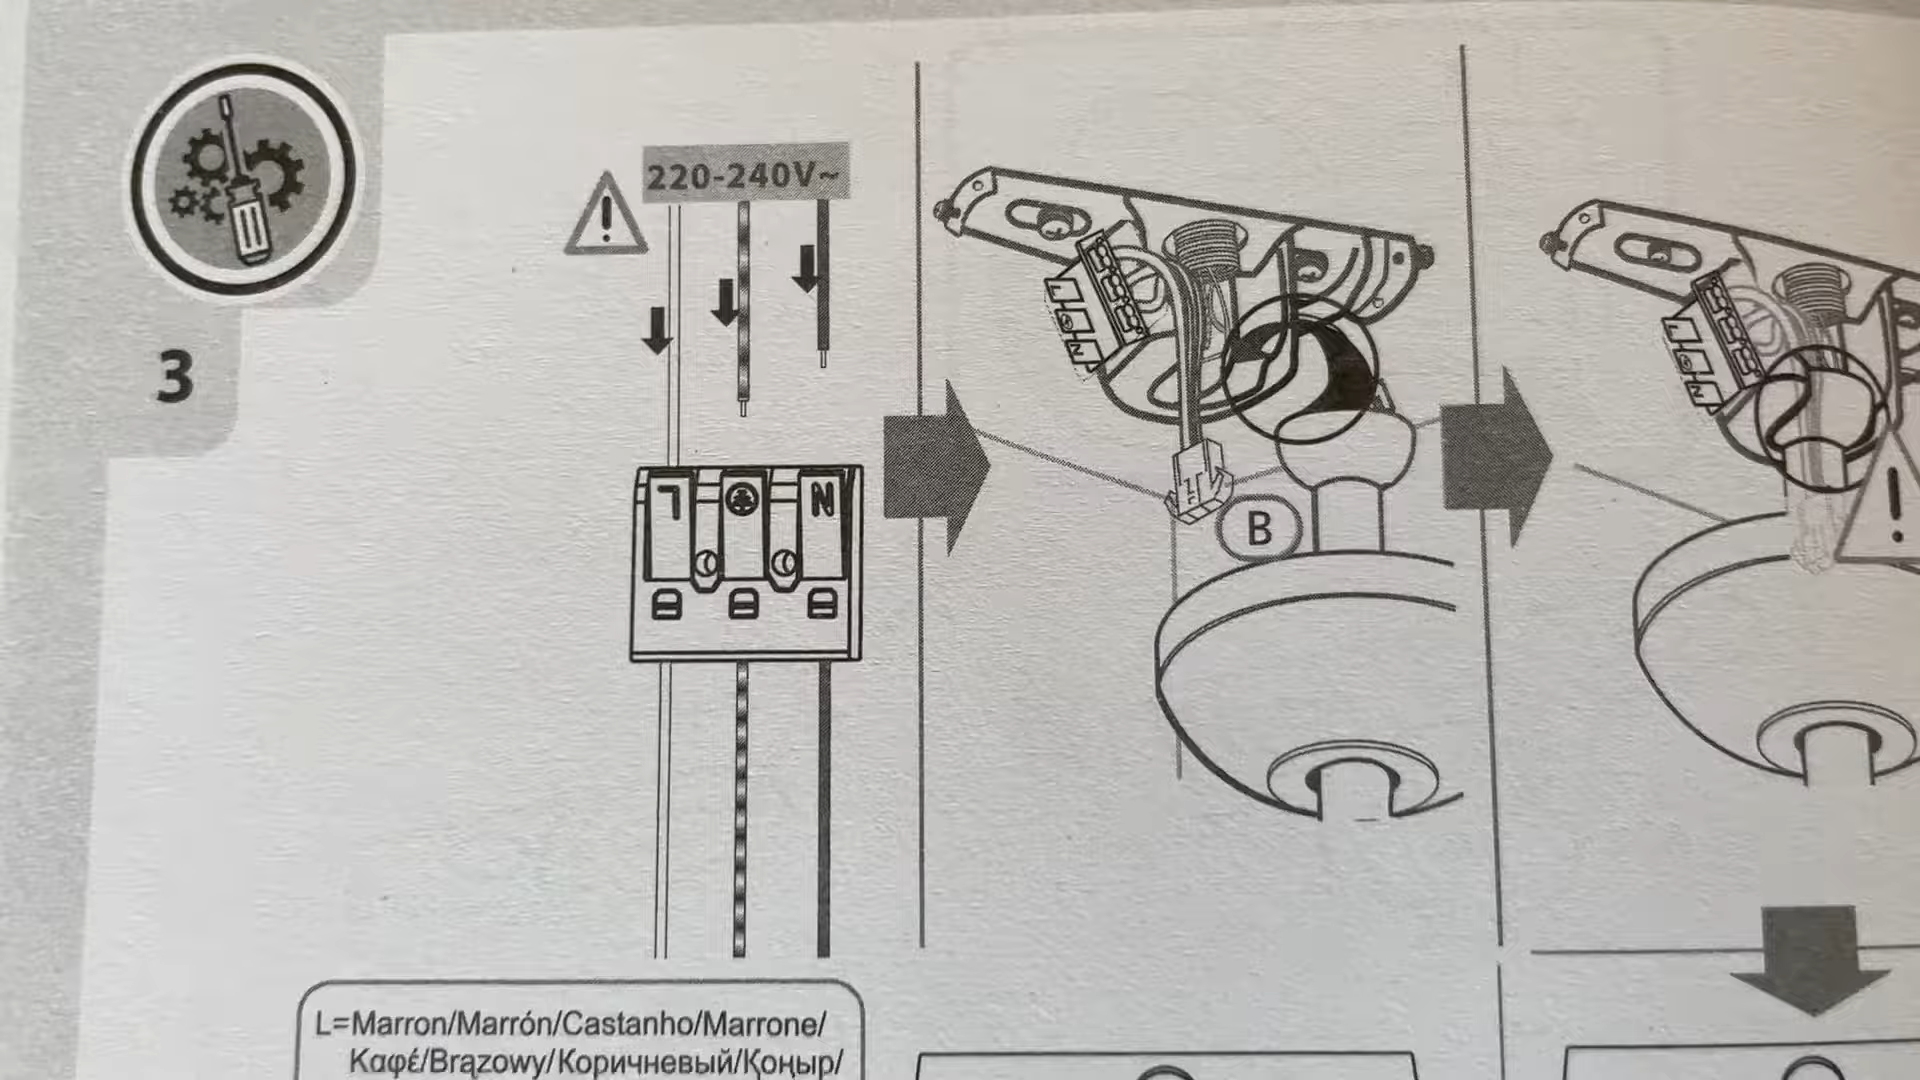 3
220-240V~
L N
L
N
B
L
N
L=Marron/Marrón/Castanho/Marrone/
Καφέ/Brązowy/Коричневый/Қоңыр/